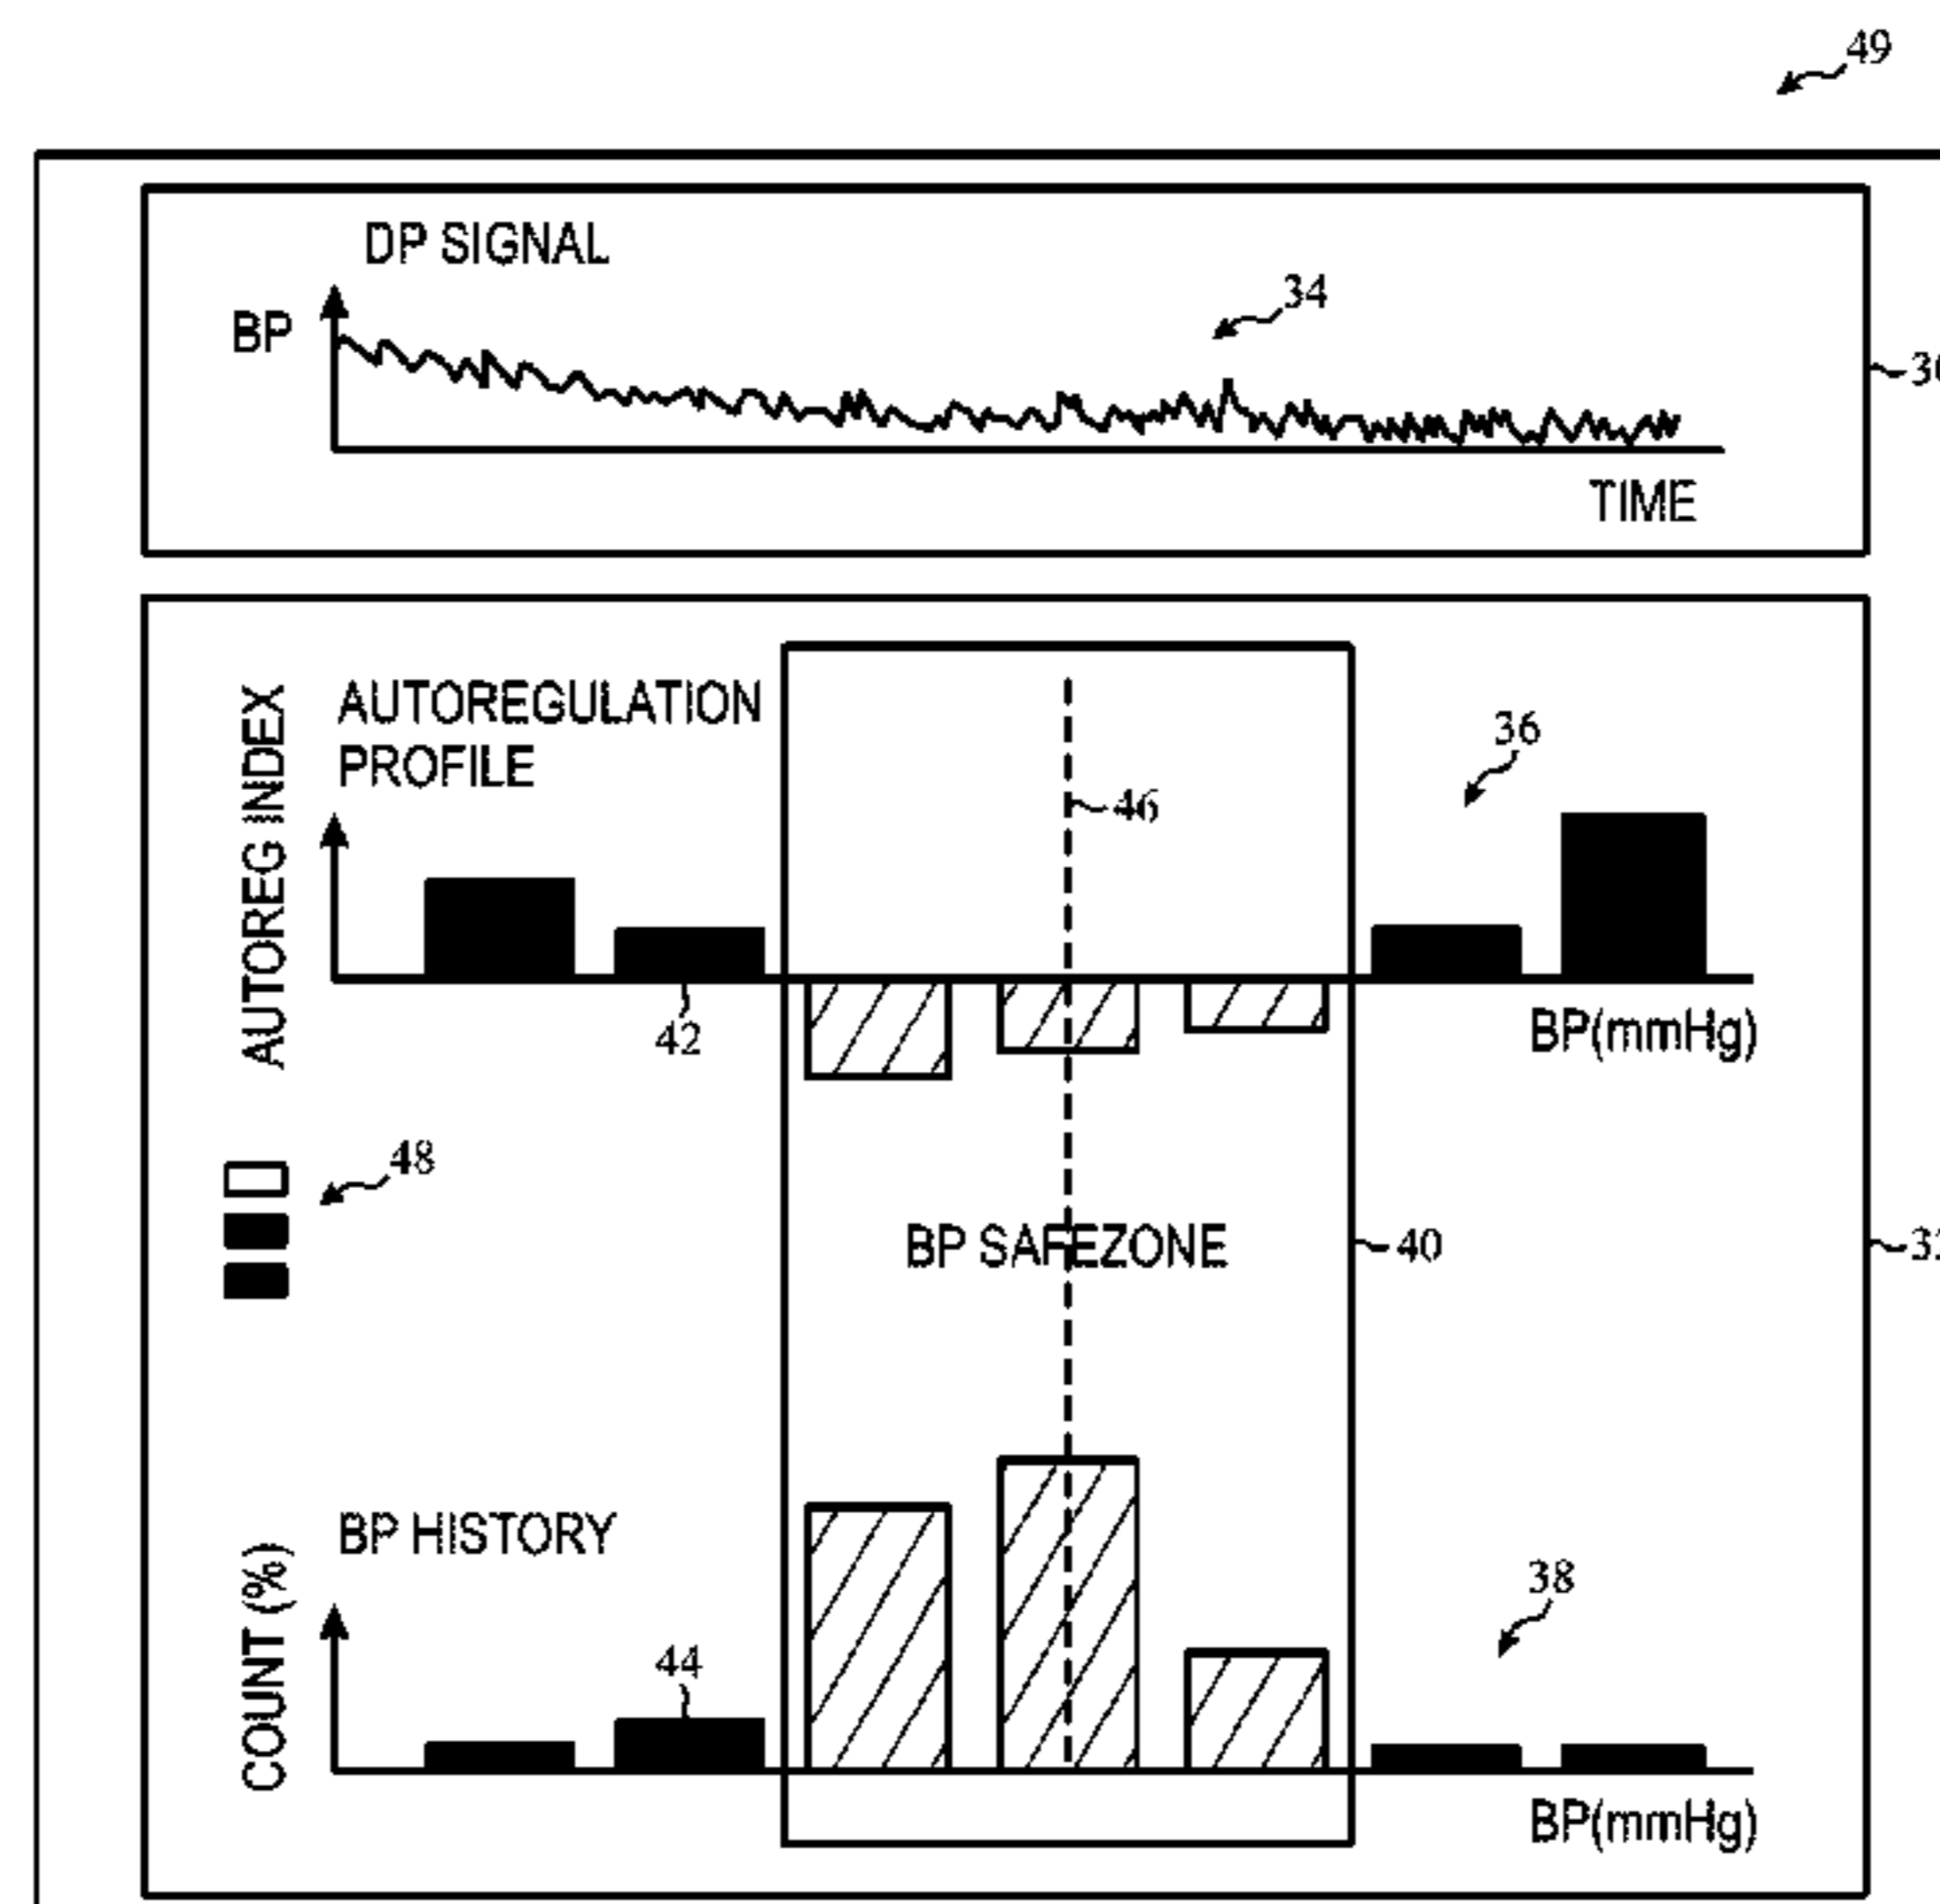 49
DP SIGNAL
BP
34
TIME
AUTOREG INDEX
AUTOREGULATION
PROFILE
36
46
42
BP(mmHg)
48
BP SAFEZONE
40
BP HISTORY
COUNT (%)
38
44
BP(mmHg)